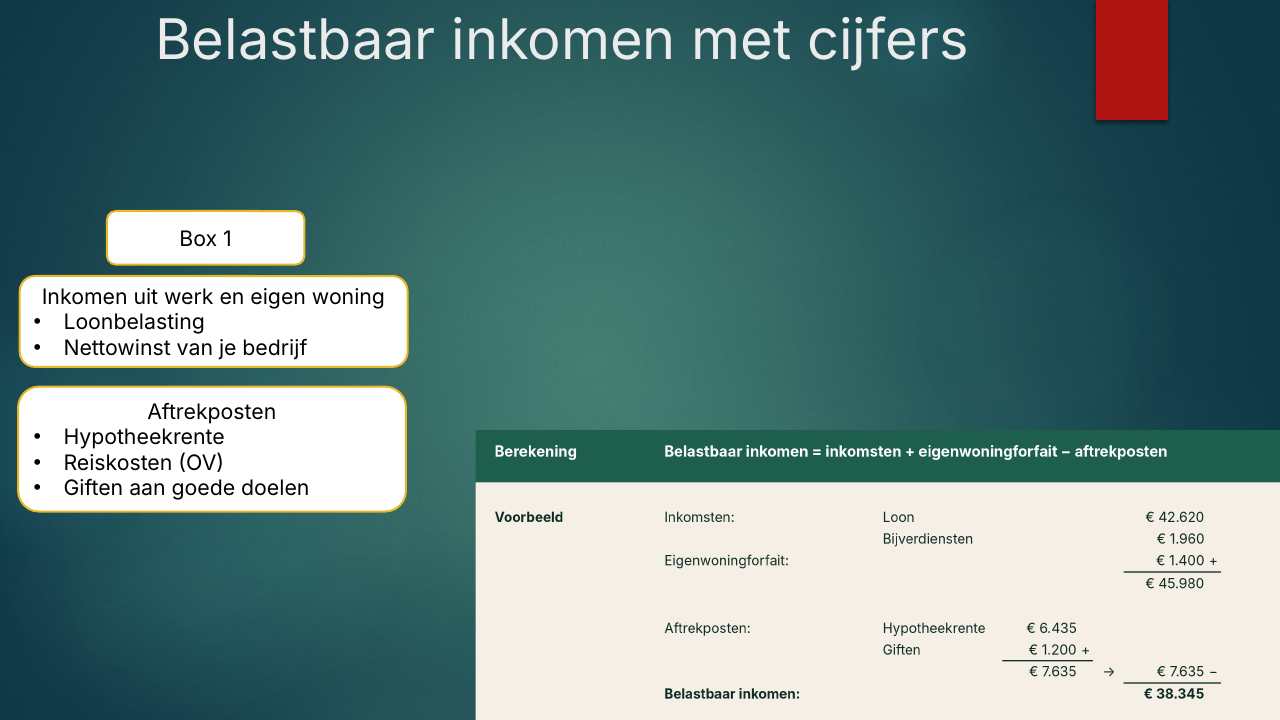 Belastbaar inkomen met cijfers
Box 1
Inkomen uit werk en eigen woning
• Loonbelasting
• Nettowinst van je bedrijf
Aftrekposten
• Hypotheekrente
• Reiskosten (OV)
• Giften aan goede doelen
Berekening Belastbaar inkomen = inkomsten + eigenwoningforfait – aftrekposten
Voorbeeld Inkomsten: Loon € 42.620
Bijverdiensten € 1.960
Eigenwoningforfait: € 1.400 +
€ 45.980
Aftrekposten: Hypotheekrente € 6.435
Giften € 1.200 +
€ 7.635 → € 7.635 –
Belastbaar inkomen: € 38.345